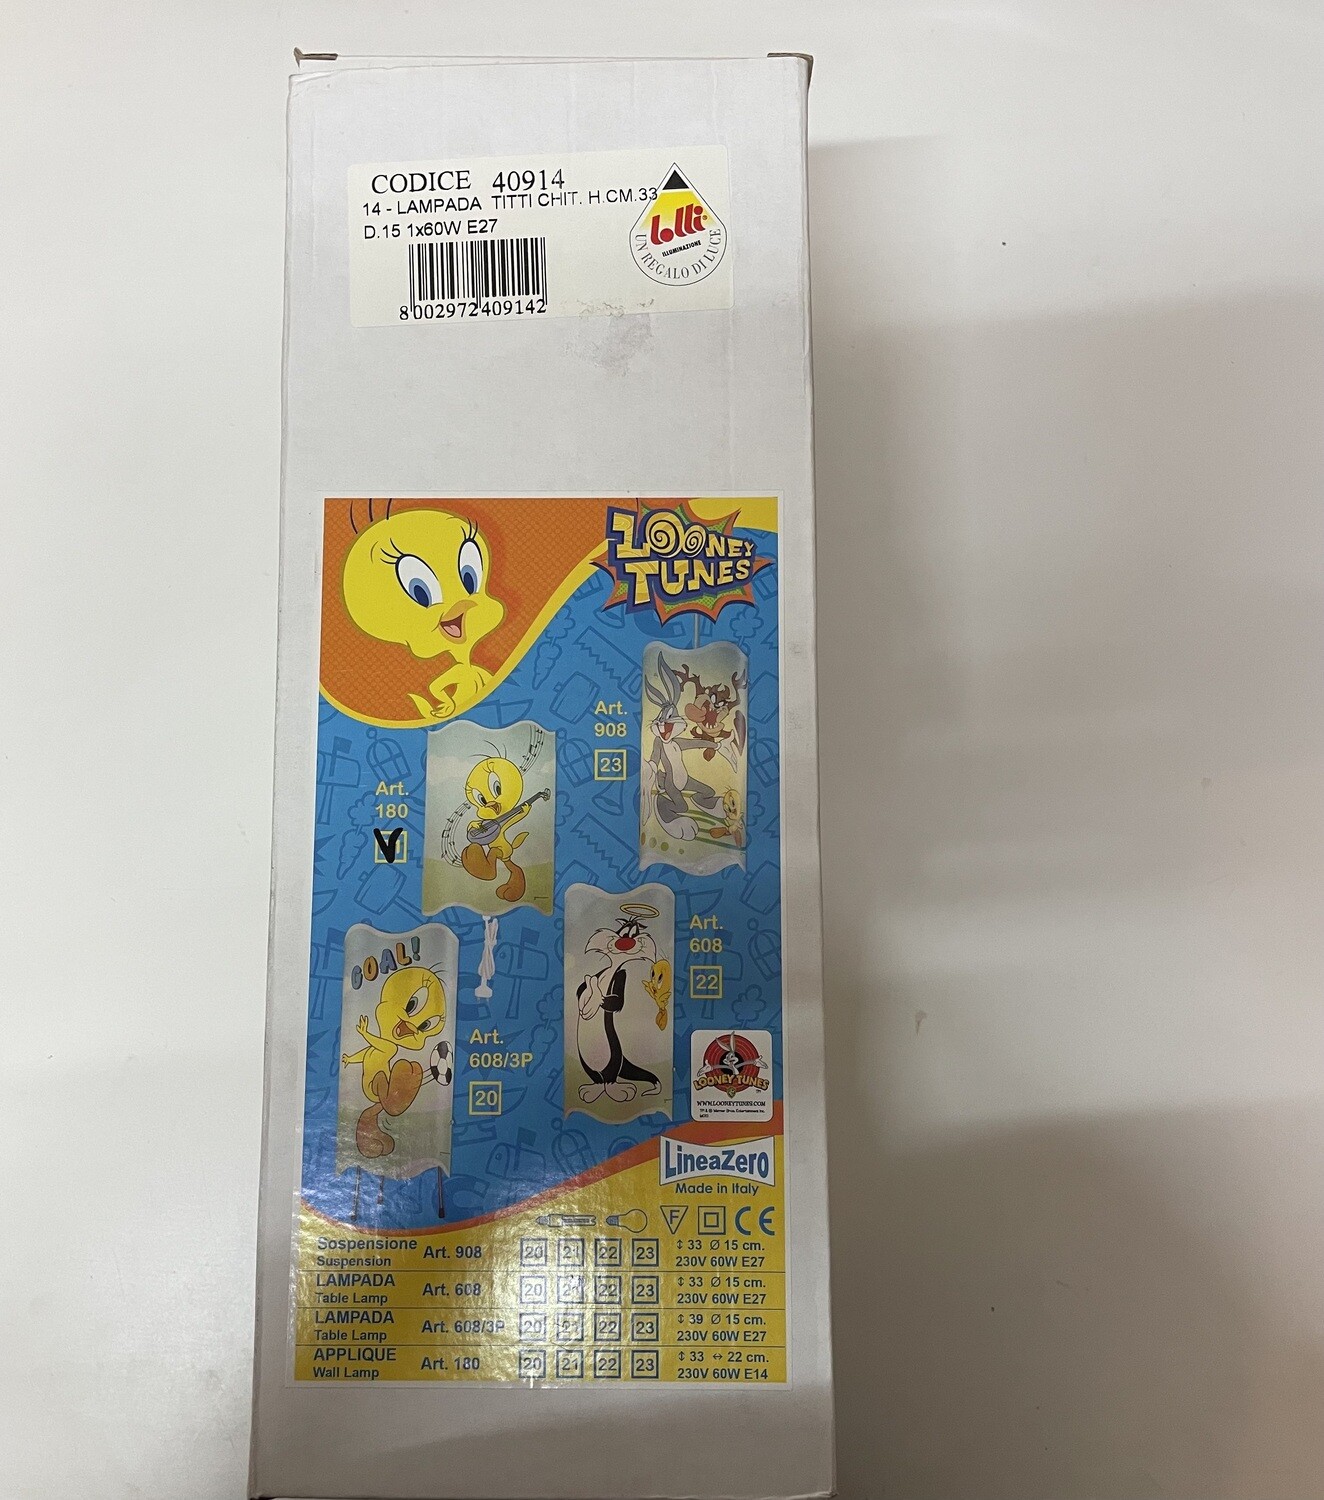 CODICE 40914
14 - LAMPADA TITTI CHIT. H.CM.33
D.15 1x60W E27
8 002972 409142
Lolli
ILLUMINAZIONE
UN REGALO DI LUCE
LOONEY
TUNES
Art.
908
23
Art.
180
Art.
608
22
GOAL!
Art.
608/3P
20
LOONEY TUNES
WWW.LOONEYTUNES.COM
LineaZero
Made in Italy
F CE
Sospensione
Suspension
Art. 908
20 21 22 23
↕ 33 Ø 15 cm.
230V 60W E27
LAMPADA
Table Lamp
Art. 608
20 21 22 23
↕ 33 Ø 15 cm.
230V 60W E27
LAMPADA
Table Lamp
Art. 608/3P
20 21 22 23
↕ 39 Ø 15 cm.
230V 60W E27
APPLIQUE
Wall Lamp
Art. 180
20 21 22 23
↕ 33 ↔ 22 cm.
230V 60W E14